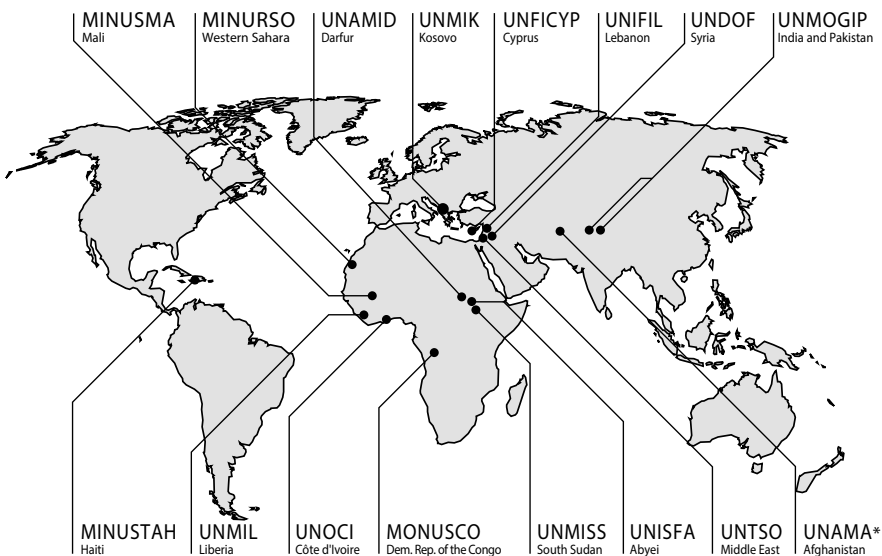 MINUSMA
Mali
MINURSO
Western Sahara
UNAMID
Darfur
UNMIK
Kosovo
UNFICYP
Cyprus
UNIFIL
Lebanon
UNDOF
Syria
UNMOGIP
India and Pakistan
MINUSTAH
Haiti
UNMIL
Liberia
UNOCI
Côte d'Ivoire
MONUSCO
Dem. Rep. of the Congo
UNMISS
South Sudan
UNISFA
Abyei
UNTSO
Middle East
UNAMA*
Afghanistan